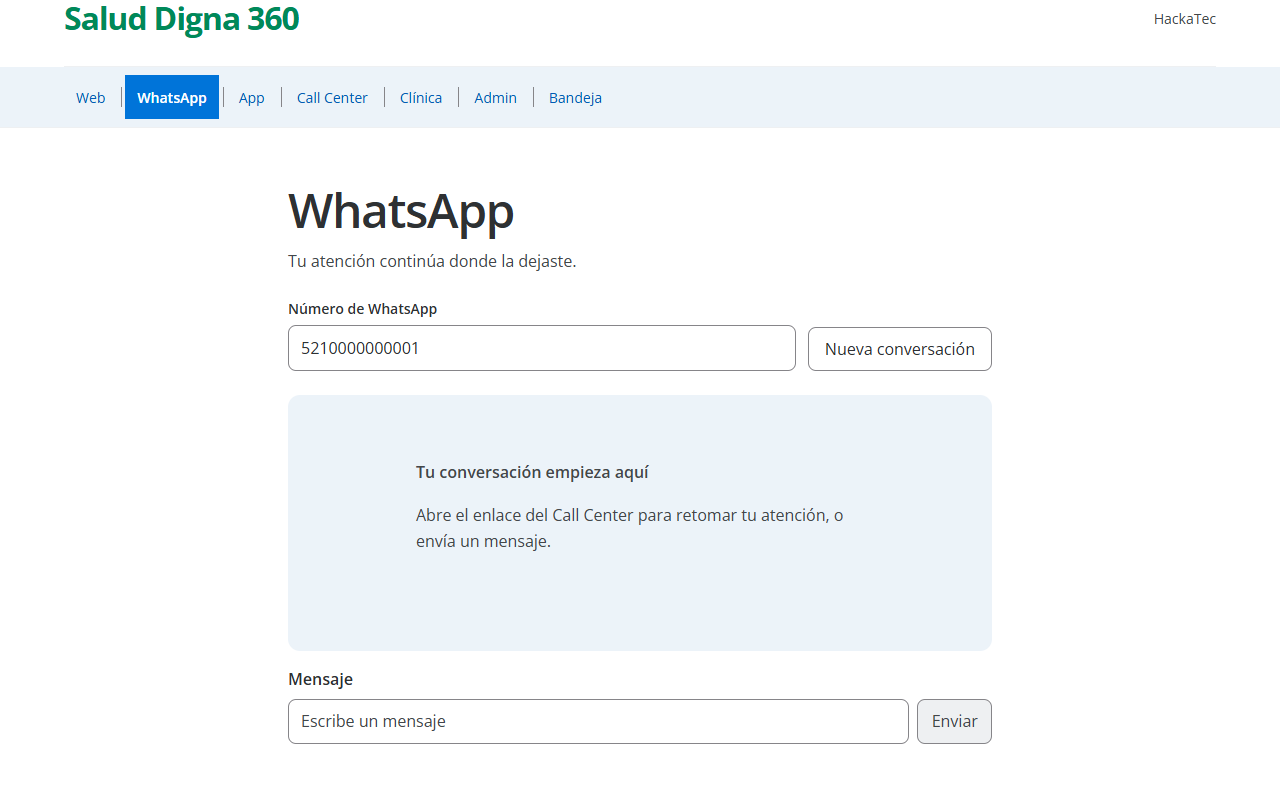 Salud Digna 360
HackaTec
Web
WhatsApp
App
Call Center
Clínica
Admin
Bandeja
WhatsApp
Tu atención continúa donde la dejaste.
Número de WhatsApp
5210000000001
Nueva conversación
Tu conversación empieza aquí
Abre el enlace del Call Center para retomar tu atención, o
envía un mensaje.
Mensaje
Escribe un mensaje
Enviar